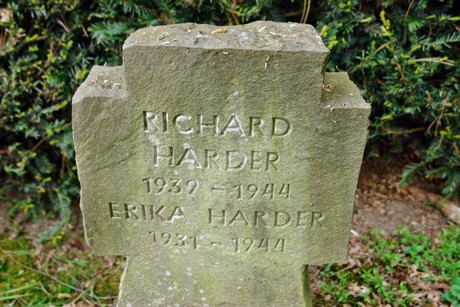 RICHARD
HARDER
1939 - 1944
ERIKA HARDER
1931 - 1944